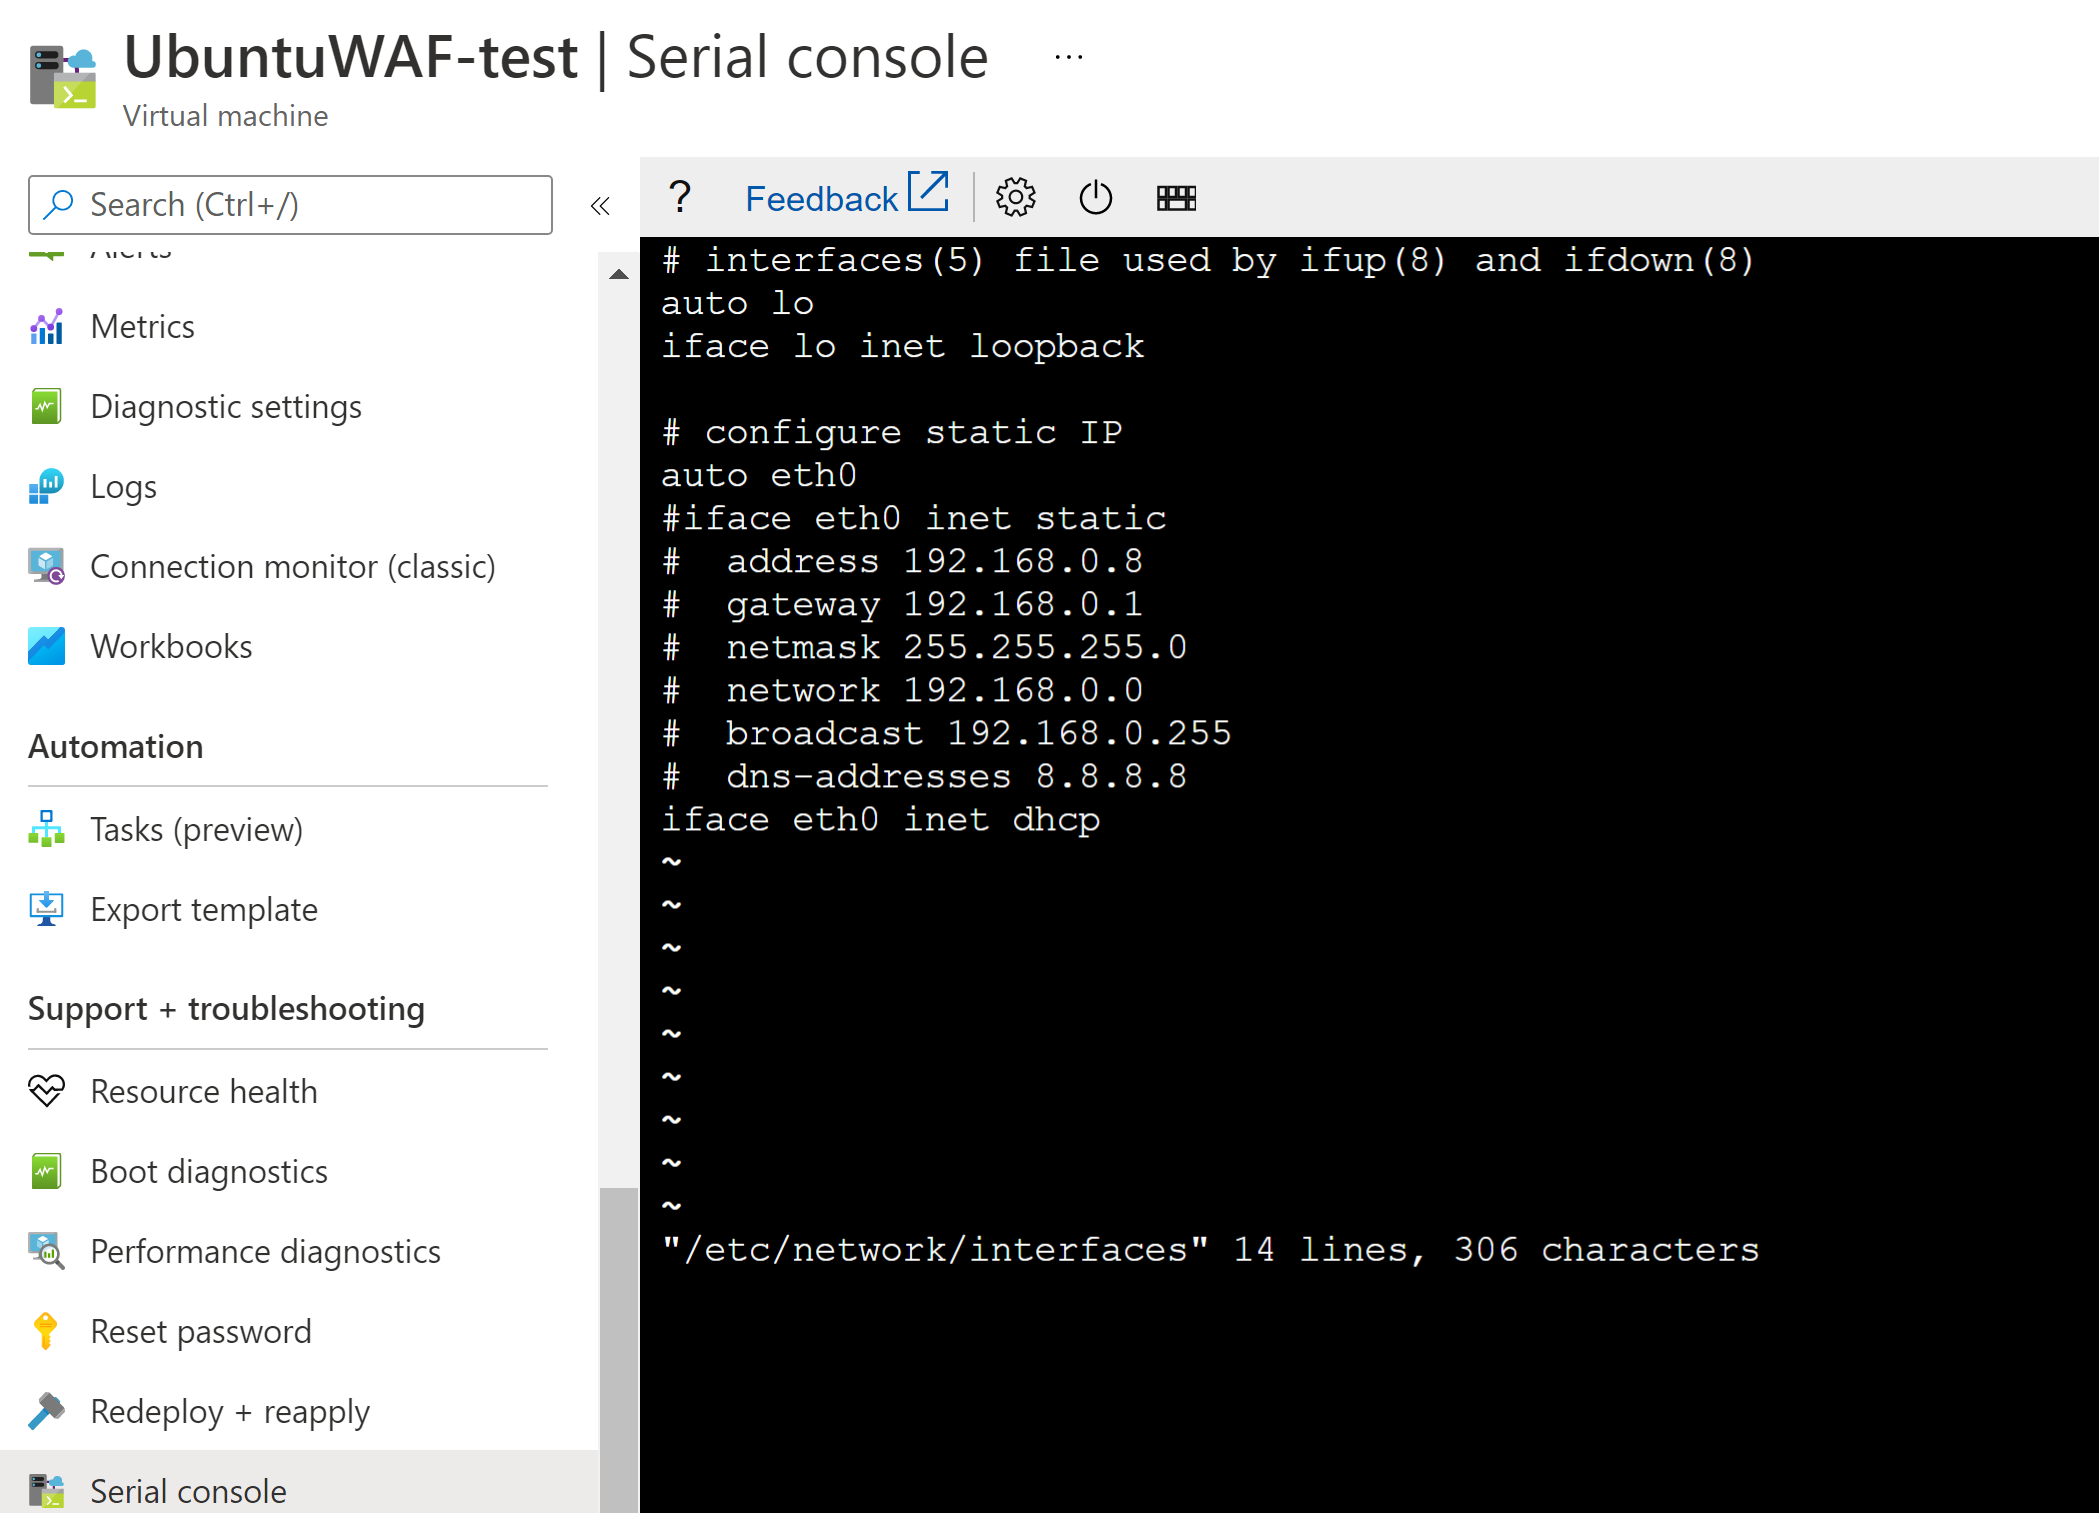 UbuntuWAF-test | Serial console ...
Virtual machine
Search (Ctrl+/)
«
Alerts
Metrics
Diagnostic settings
Logs
Connection monitor (classic)
Workbooks
Automation
Tasks (preview)
Export template
Support + troubleshooting
Resource health
Boot diagnostics
Performance diagnostics
Reset password
Redeploy + reapply
Serial console
? Feedback
# interfaces(5) file used by ifup(8) and ifdown(8)
auto lo
iface lo inet loopback
# configure static IP
auto eth0
#iface eth0 inet static
#  address 192.168.0.8
#  gateway 192.168.0.1
#  netmask 255.255.255.0
#  network 192.168.0.0
#  broadcast 192.168.0.255
#  dns-addresses 8.8.8.8
iface eth0 inet dhcp
~
~
~
~
~
~
~
~
~
"/etc/network/interfaces" 14 lines, 306 characters